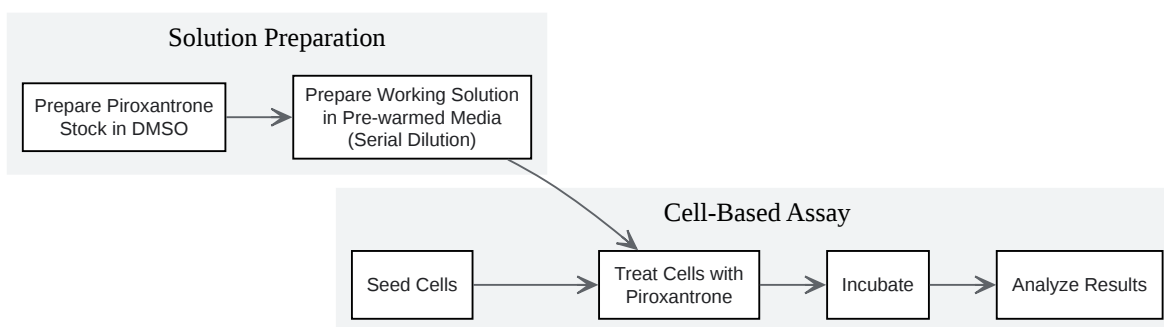 Solution Preparation
Prepare Piroxantrone
Stock in DMSO
Prepare Working Solution
in Pre-warmed Media
(Serial Dilution)
Cell-Based Assay
Seed Cells
Treat Cells with
Piroxantrone
Incubate
Analyze Results